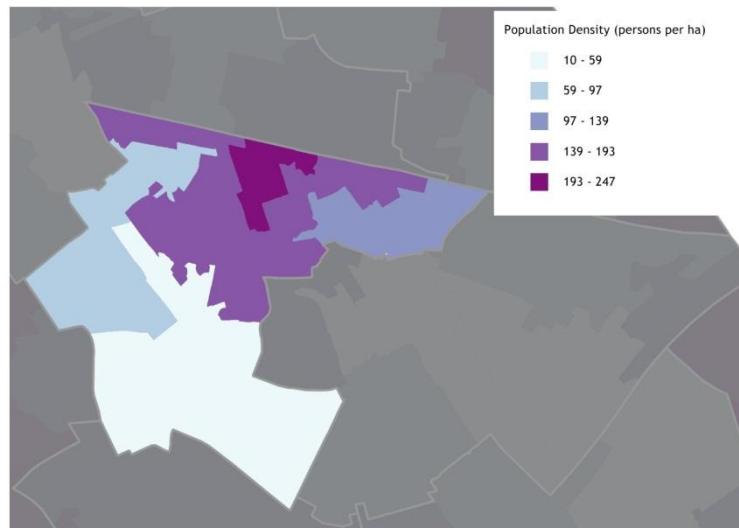 Population Density (persons per ha)
10 - 59
59 - 97
97 - 139
139 - 193
193 - 247